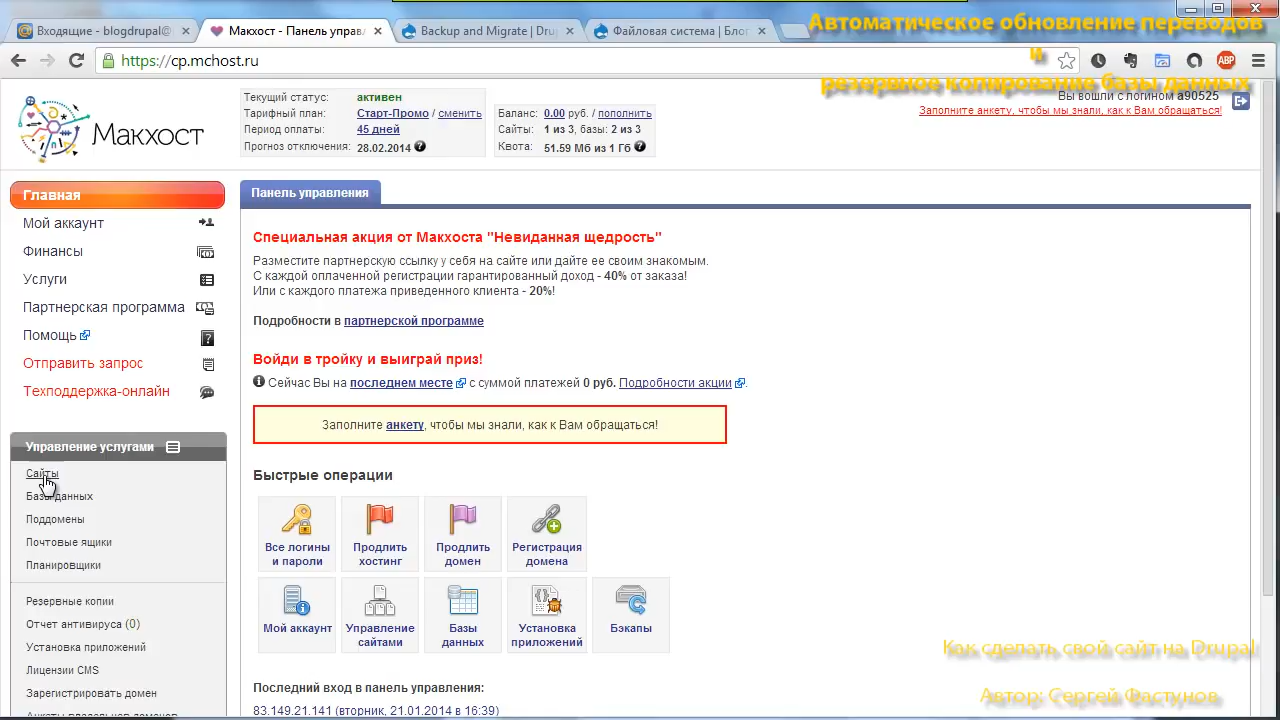 Входящие - blogdrupal@
Макхост - Панель управл
Backup and Migrate | Drup
Файловая система | Блог
Автоматическое обновление переводов
и
резервное копирование базы данных
https://cp.mchost.ru
ABP
Макхост
Текущий статус: активен
Тарифный план: Старт-Промо / сменить
Период оплаты: 45 дней
Прогноз отключения: 28.02.2014
Баланс: 0.00 руб. / пополнить
Сайты: 1 из 3, базы: 2 из 3
Квота: 51.59 Мб из 1 Гб
Вы вошли с логином a90525
Заполните анкету, чтобы мы знали, как к Вам обращаться!
Главная
Мой аккаунт
Финансы
Услуги
Партнерская программа
Помощь
Отправить запрос
Техподдержка-онлайн
Управление услугами
Сайты
Базы данных
Поддомены
Почтовые ящики
Планировщики
Резервные копии
Отчет антивируса (0)
Установка приложений
Лицензии CMS
Зарегистрировать домен
Анкеты владельцев доменов
Панель управления
Специальная акция от Макхоста "Невиданная щедрость"
Разместите партнерскую ссылку у себя на сайте или дайте ее своим знакомым.
С каждой оплаченной регистрации гарантированный доход - 40% от заказа!
Или с каждого платежа приведенного клиента - 20%!
Подробности в партнерской программе
Войди в тройку и выиграй приз!
Сейчас Вы на последнем месте с суммой платежей 0 руб. Подробности акции.
Заполните анкету, чтобы мы знали, как к Вам обращаться!
Быстрые операции
Все логины
и пароли
Продлить
хостинг
Продлить
домен
Регистрация
домена
Мой аккаунт
Управление
сайтами
Базы
данных
Установка
приложений
Бэкапы
Последний вход в панель управления:
83.149.21.141 (вторник, 21.01.2014 в 16:39)
Как сделать свой сайт на Drupal
Автор: Сергей Фастунов